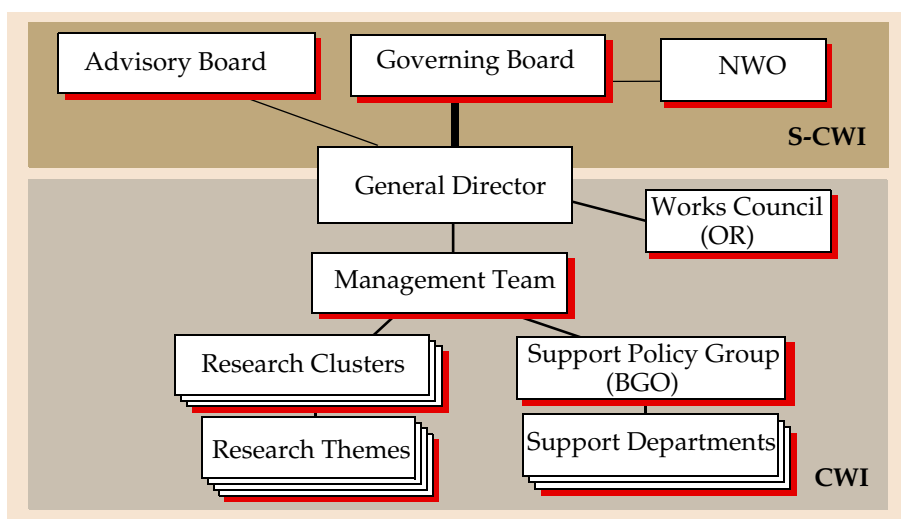 Advisory Board
Governing Board
NWO
S-CWI
General Director
Works Council
(OR)
Management Team
Research Clusters
Support Policy Group
(BGO)
Research Themes
Support Departments
CWI